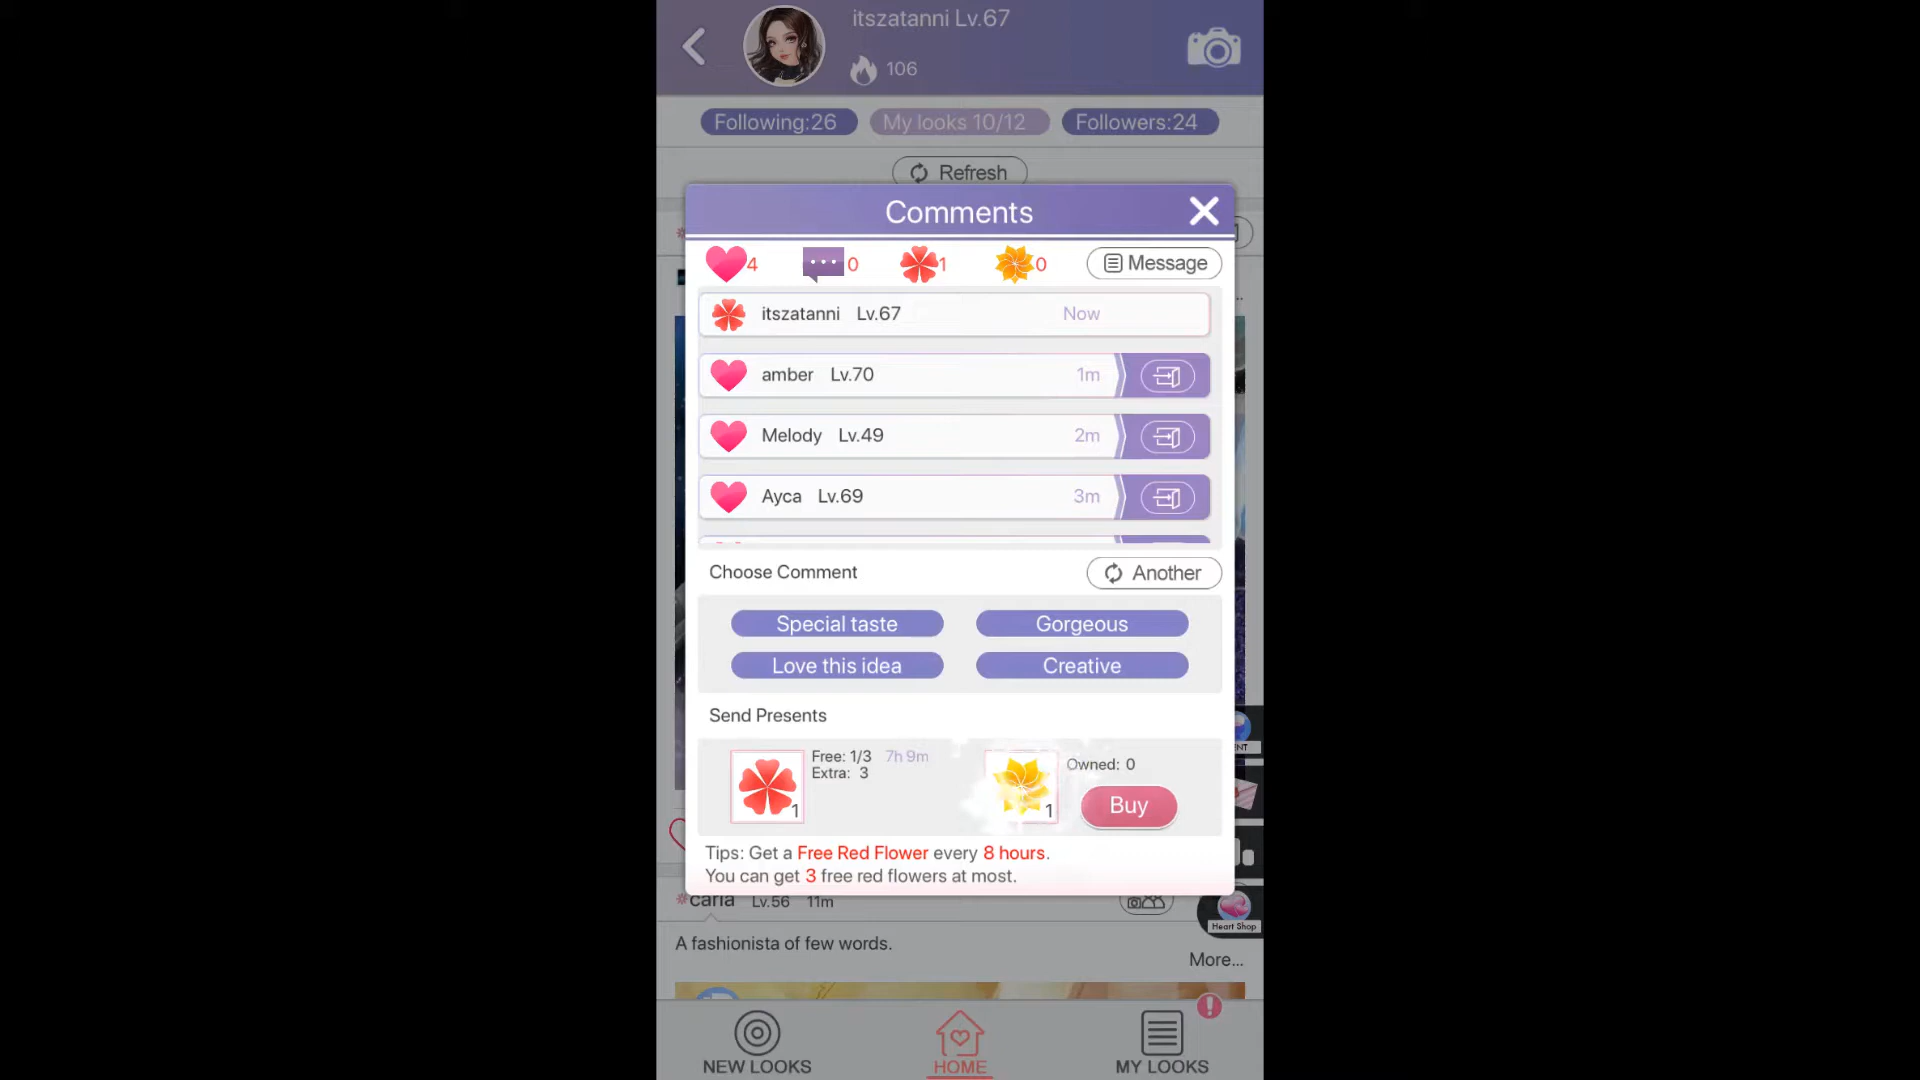 itszatanni Lv.67
106
Following:26
My looks 10/12
Followers:24
Refresh
Comments
4
0
1
0
Message
itszatanni Lv.67 Now
amber Lv.70 1m
Melody Lv.49 2m
Ayca Lv.69 3m
Choose Comment
Another
Special taste
Gorgeous
Love this idea
Creative
Send Presents
Free: 1/3 7h 9m
Extra: 3
1
Owned: 0
1
Buy
Tips: Get a Free Red Flower every 8 hours.
You can get 3 free red flowers at most.
*carla Lv.56 11m
Heart Shop
A fashionista of few words.
More...
NEW LOOKS
HOME
MY LOOKS